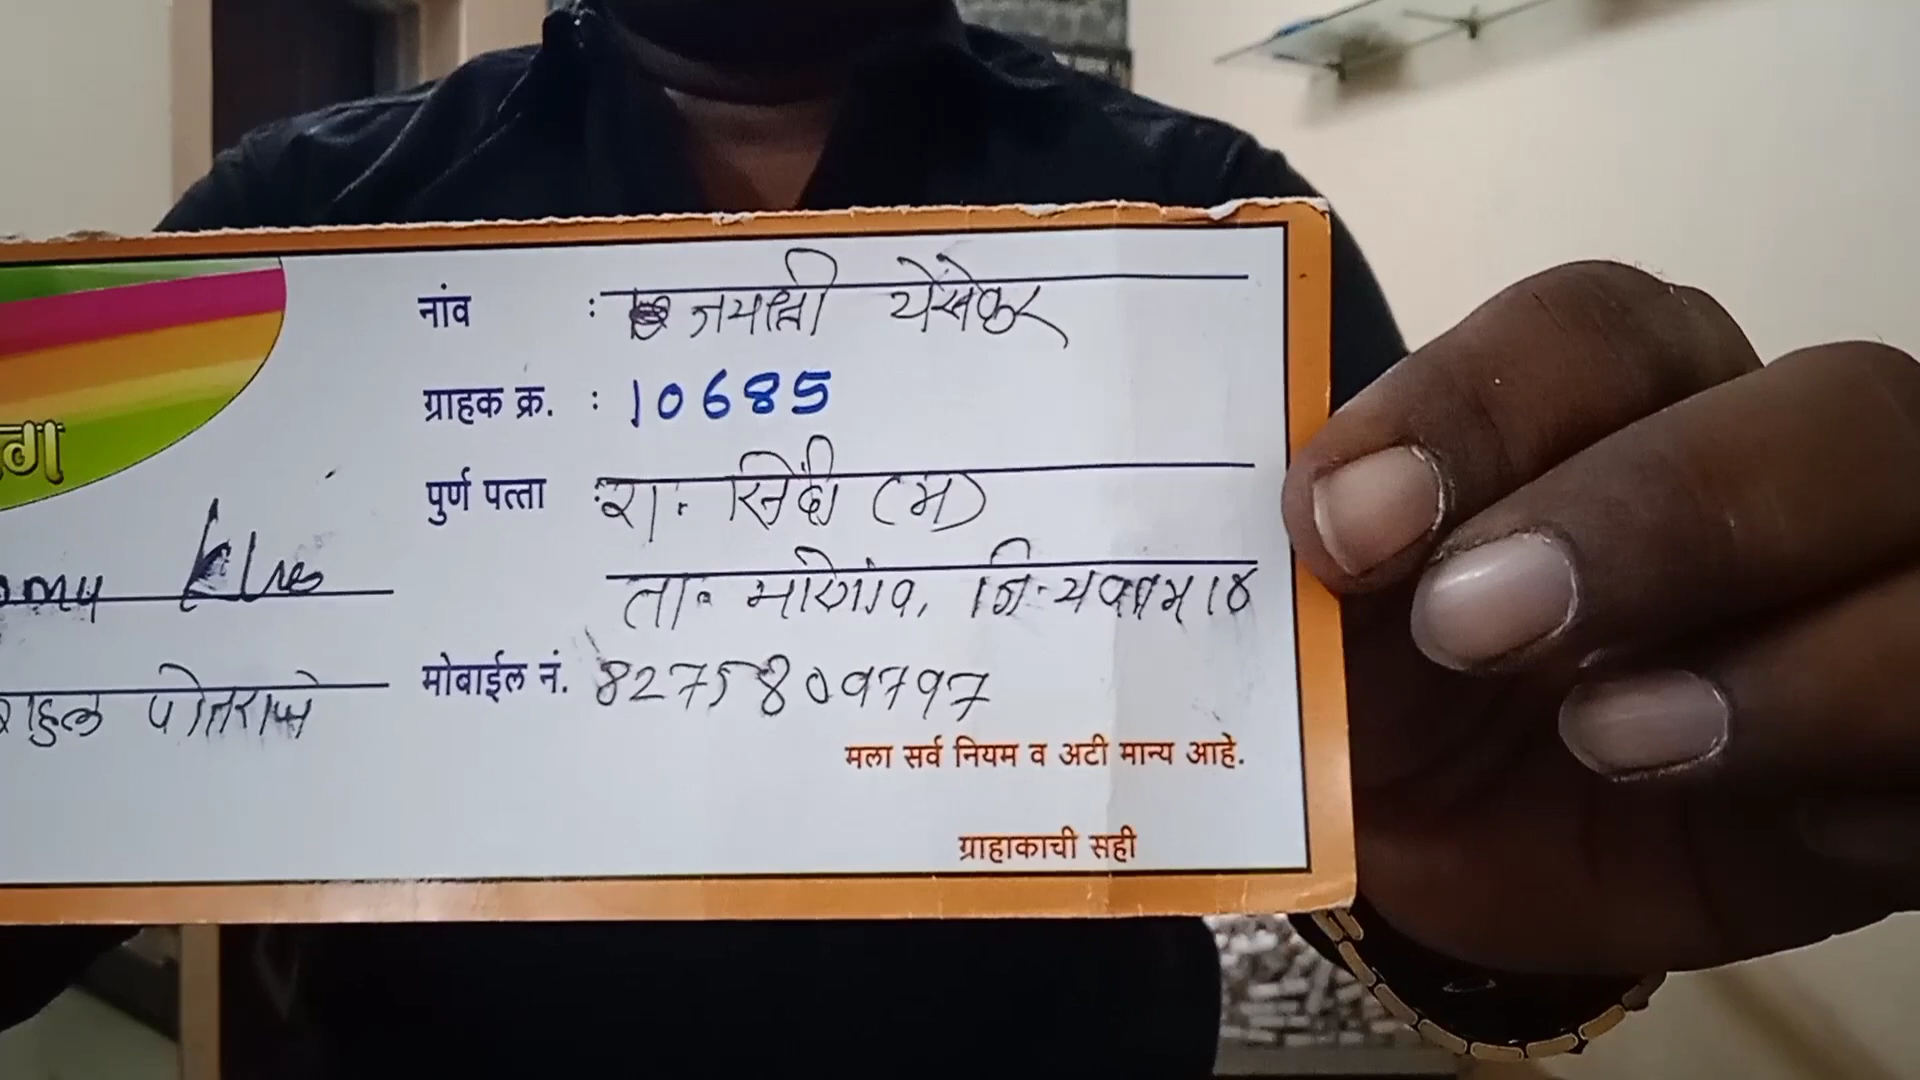 नांव : जयश्री येसेकर
ग्राहक क्र. : 10685
पुर्ण पत्ता : रा. सिंदी (म)
ता. मारेगांव, जि. यवतमाळ
मोबाईल नं. 8275809797
राहुल पोतराजे
मला सर्व नियम व अटी मान्य आहे.
ग्राहाकाची सही